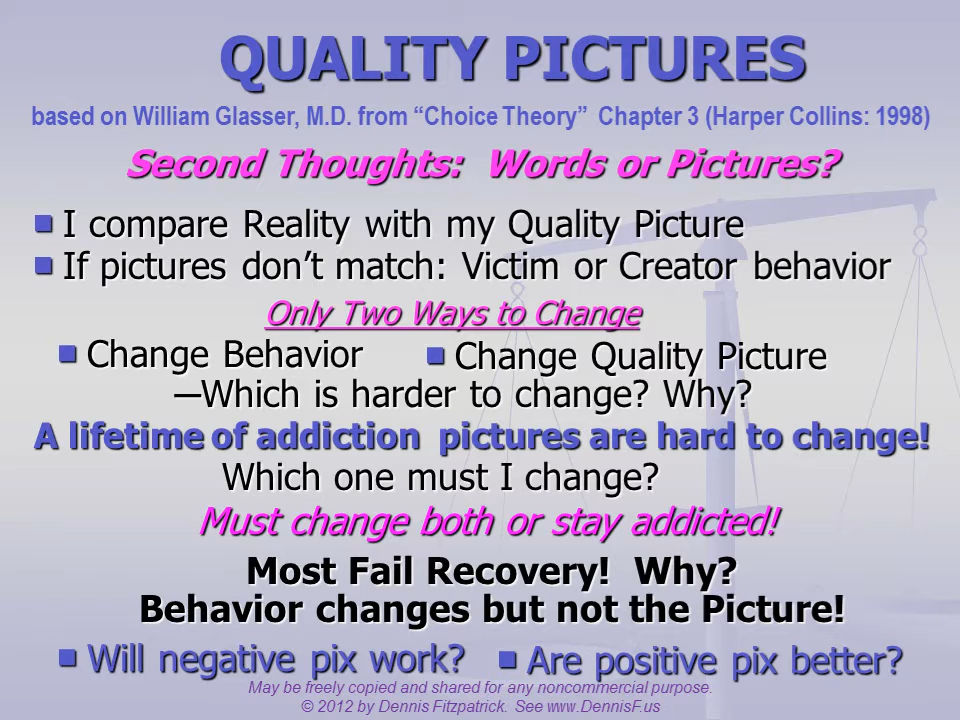 QUALITY PICTURES
based on William Glasser, M.D. from “Choice Theory” Chapter 3 (Harper Collins: 1998)
Second Thoughts: Words or Pictures?
■ I compare Reality with my Quality Picture
■ If pictures don’t match: Victim or Creator behavior
Only Two Ways to Change
■ Change Behavior ■ Change Quality Picture
—Which is harder to change? Why?
A lifetime of addiction pictures are hard to change!
Which one must I change?
Must change both or stay addicted!
Most Fail Recovery! Why?
Behavior changes but not the Picture!
■ Will negative pix work? ■ Are positive pix better?
May be freely copied and shared for any noncommercial purpose.
© 2012 by Dennis Fitzpatrick. See www.DennisF.us